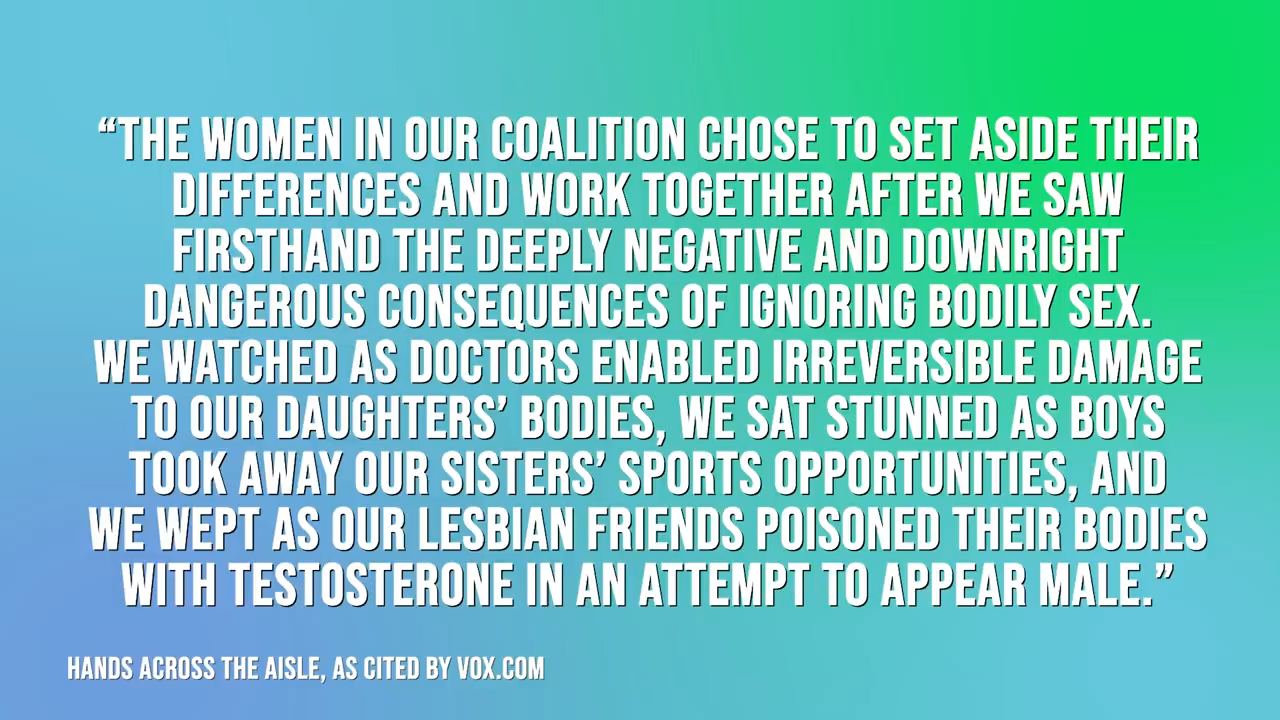 “THE WOMEN IN OUR COALITION CHOSE TO SET ASIDE THEIR
DIFFERENCES AND WORK TOGETHER AFTER WE SAW
FIRSTHAND THE DEEPLY NEGATIVE AND DOWNRIGHT
DANGEROUS CONSEQUENCES OF IGNORING BODILY SEX.
WE WATCHED AS DOCTORS ENABLED IRREVERSIBLE DAMAGE
TO OUR DAUGHTERS’ BODIES, WE SAT STUNNED AS BOYS
TOOK AWAY OUR SISTERS’ SPORTS OPPORTUNITIES, AND
WE WEPT AS OUR LESBIAN FRIENDS POISONED THEIR BODIES
WITH TESTOSTERONE IN AN ATTEMPT TO APPEAR MALE.”
HANDS ACROSS THE AISLE, AS CITED BY VOX.COM